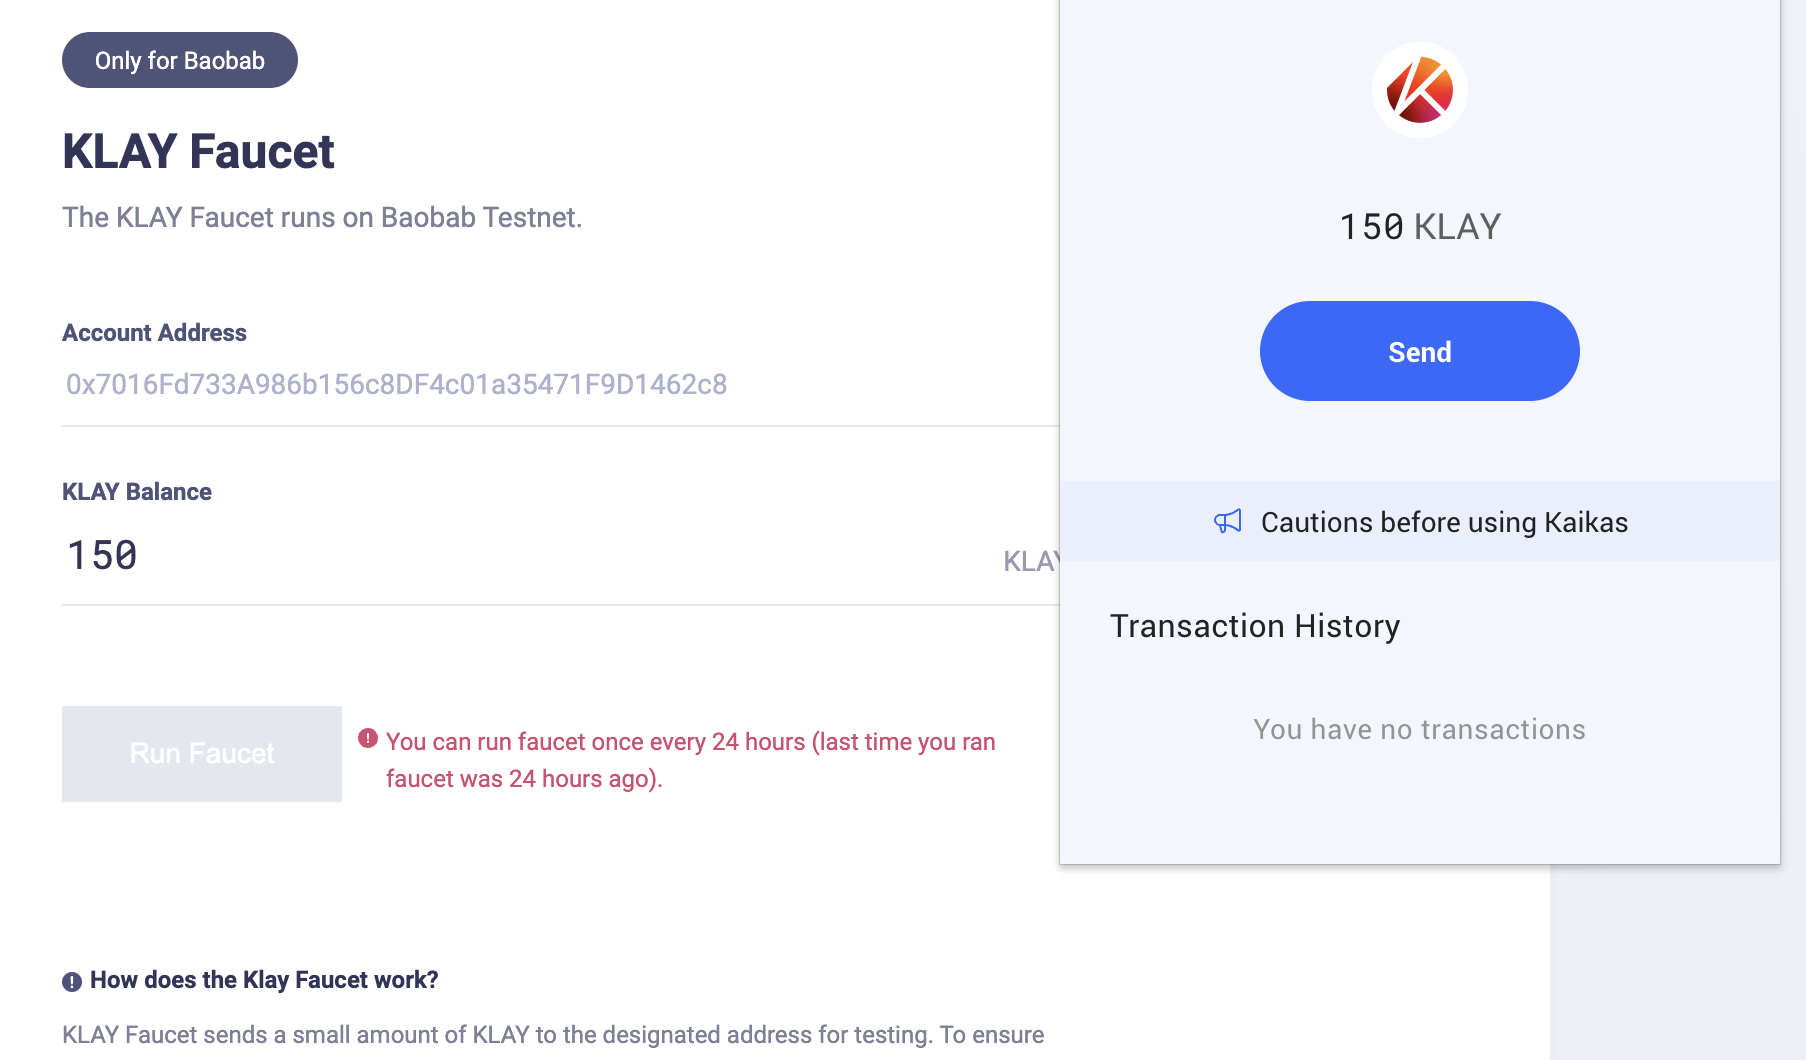 Only for Baobab
KLAY Faucet
The KLAY Faucet runs on Baobab Testnet.
Account Address
0x7016Fd733A986b156c8DF4c01a35471F9D1462c8
KLAY Balance
150
KLAY
Run Faucet
You can run faucet once every 24 hours (last time you ran
faucet was 24 hours ago).
How does the Klay Faucet work?
KLAY Faucet sends a small amount of KLAY to the designated address for testing. To ensure
150 KLAY
Send
Cautions before using Kaikas
Transaction History
You have no transactions